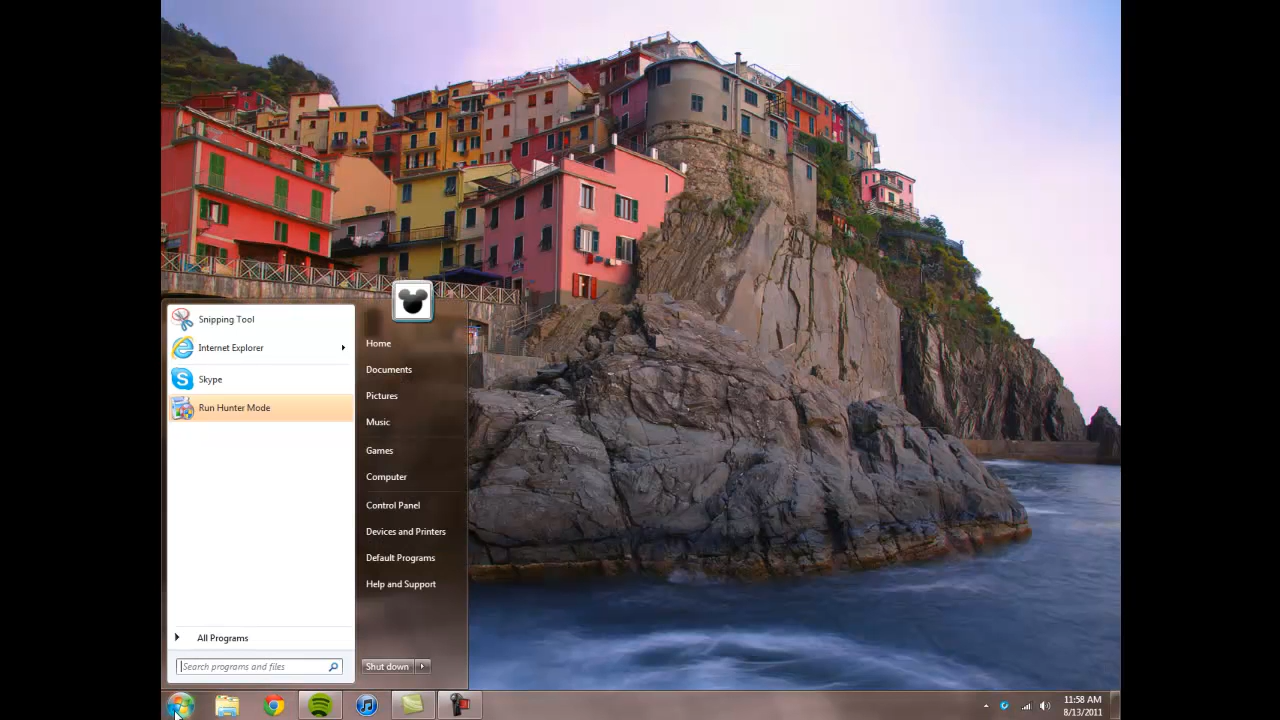 Snipping Tool
Internet Explorer
Skype
Run Hunter Mode
All Programs
Search programs and files
Home
Documents
Pictures
Music
Games
Computer
Control Panel
Devices and Printers
Default Programs
Help and Support
Shut down
11:58 AM
8/13/2011